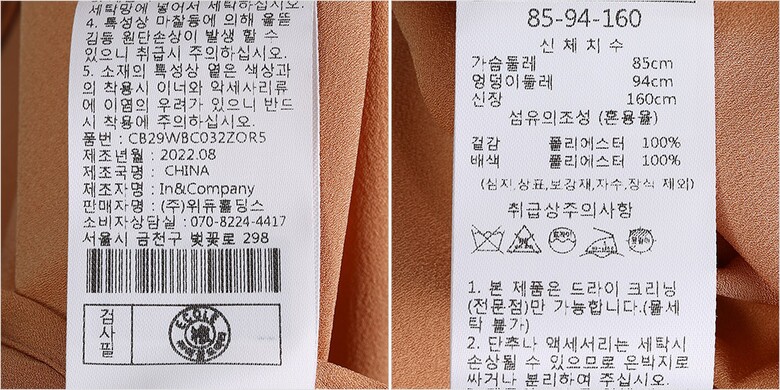 세탁망에 넣어서 세탁하십시오.
4. 특성상 마찰등에 의해 올뜯
김등 원단손상이 발생 할 수
있으니 취급시 주의하십시오.
5. 소재의 특성상 옅은 색상과
의 착용시 이너와 악세사리류
에 이염의 우려가 있으니 반드
시 착용에 주의하십시오.
품번 : CB29WBC032ZOR5
제조년월 : 2022.08
제조국명 : CHINA
제조자명 : In&Company
판매자명 : (주)위듀홀딩스
소비자상담실 : 070-8224-4417
서울시 금천구 벚꽃로 298
검사필
ECOLE
85-94-160
신체치수
가슴둘레 85cm
엉덩이둘레 94cm
신장 160cm
섬유의조성 (혼용율)
겉감 폴리에스터 100%
배색 폴리에스터 100%
(심지,상표,보강재,자수,장식 제외)
취급상주의사항
1. 본 제품은 드라이 크리닝
(전문점)만 가능합니다.(물세
탁 불가)
2. 단추나 액세서리는 세탁시
손상될 수 있으므로 은박지로
싸거나 분리하여 주십시오.